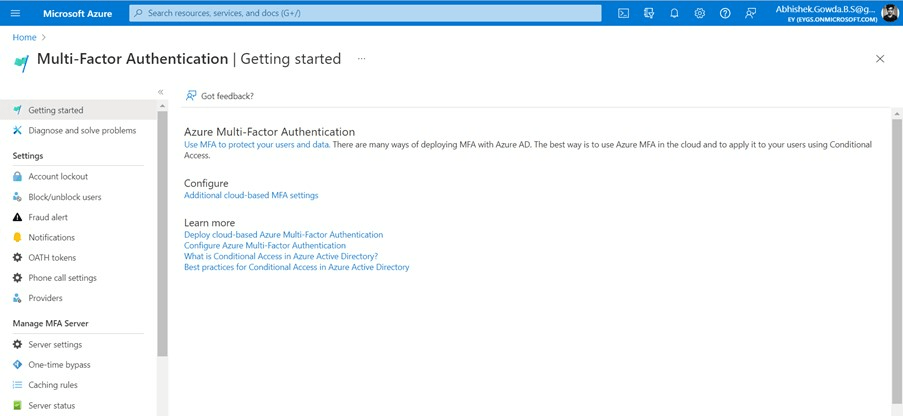 Microsoft Azure
Search resources, services, and docs (G+/)
Abhishek.Gowda.B.S@g...
EY (EYGS.ONMICROSOFT.COM)
Home
Multi-Factor Authentication | Getting started ...
Got feedback?
Getting started
Diagnose and solve problems
Settings
Account lockout
Block/unblock users
Fraud alert
Notifications
OATH tokens
Phone call settings
Providers
Manage MFA Server
Server settings
One-time bypass
Caching rules
Server status
Azure Multi-Factor Authentication
Use MFA to protect your users and data. There are many ways of deploying MFA with Azure AD. The best way is to use Azure MFA in the cloud and to apply it to your users using Conditional
Access.
Configure
Additional cloud-based MFA settings
Learn more
Deploy cloud-based Azure Multi-Factor Authentication
Configure Azure Multi-Factor Authentication
What is Conditional Access in Azure Active Directory?
Best practices for Conditional Access in Azure Active Directory